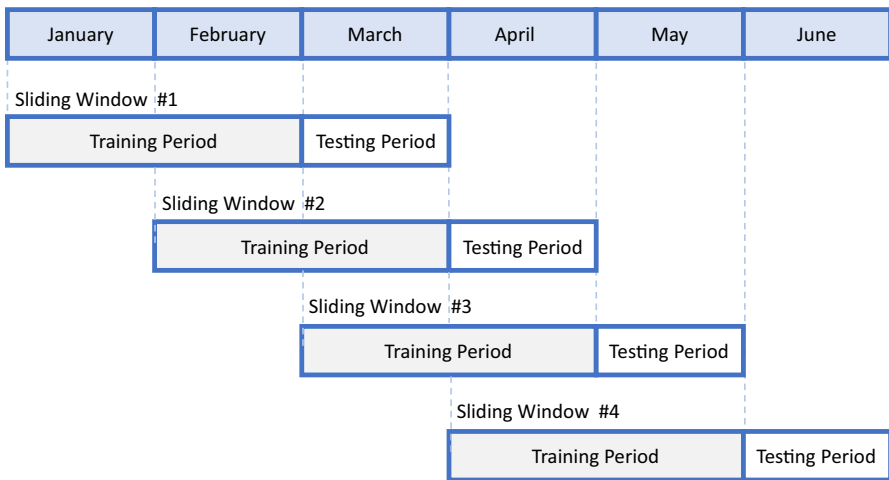 January February March April May June
Sliding Window #1
Training Period Testing Period
Sliding Window #2
Training Period Testing Period
Sliding Window #3
Training Period Testing Period
Sliding Window #4
Training Period Testing Period